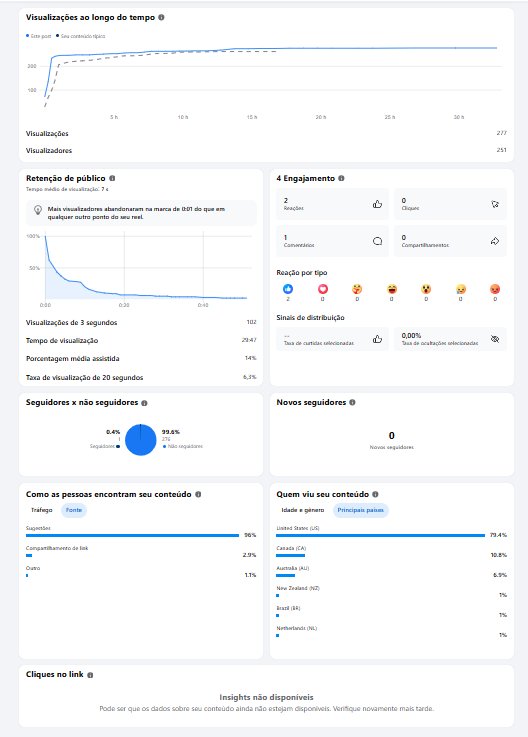 Visualizações ao longo do tempo
Este post
Seu conteúdo típico
200
100
5 h
10 h
15 h
20 h
25 h
30 h
Visualizações
277
Visualizadores
251
Retenção de público
Tempo médio de visualização: 7 s
Mais visualizadores abandonaram na marca de 0:01 do que em
qualquer outro ponto do seu reel.
100%
50%
0:00
0:20
0:40
Visualizações de 3 segundos
102
Tempo de visualização
29:47
Porcentagem média assistida
14%
Taxa de visualização de 20 segundos
6,3%
4 Engajamento
2
Reações
0
Cliques
1
Comentários
0
Compartilhamentos
Reação por tipo
2
0
0
0
0
0
0
Sinais de distribuição
--
Taxa de curtidas selecionadas
0,00%
Taxa de ocultações selecionadas
Seguidores x não seguidores
0.4%
1
Seguidores
99.6%
276
Não seguidores
Novos seguidores
0
Novos seguidores
Como as pessoas encontram seu conteúdo
Tráfego
Fonte
Sugestões
96%
Compartilhamento de link
2.9%
Outro
1.1%
Quem viu seu conteúdo
Idade e gênero
Principais países
United States (US)
79.4%
Canada (CA)
10.8%
Australia (AU)
6.9%
New Zealand (NZ)
1%
Brazil (BR)
1%
Netherlands (NL)
1%
Cliques no link
Insights não disponíveis
Pode ser que os dados sobre seu conteúdo ainda não estejam disponíveis. Verifique novamente mais tarde.